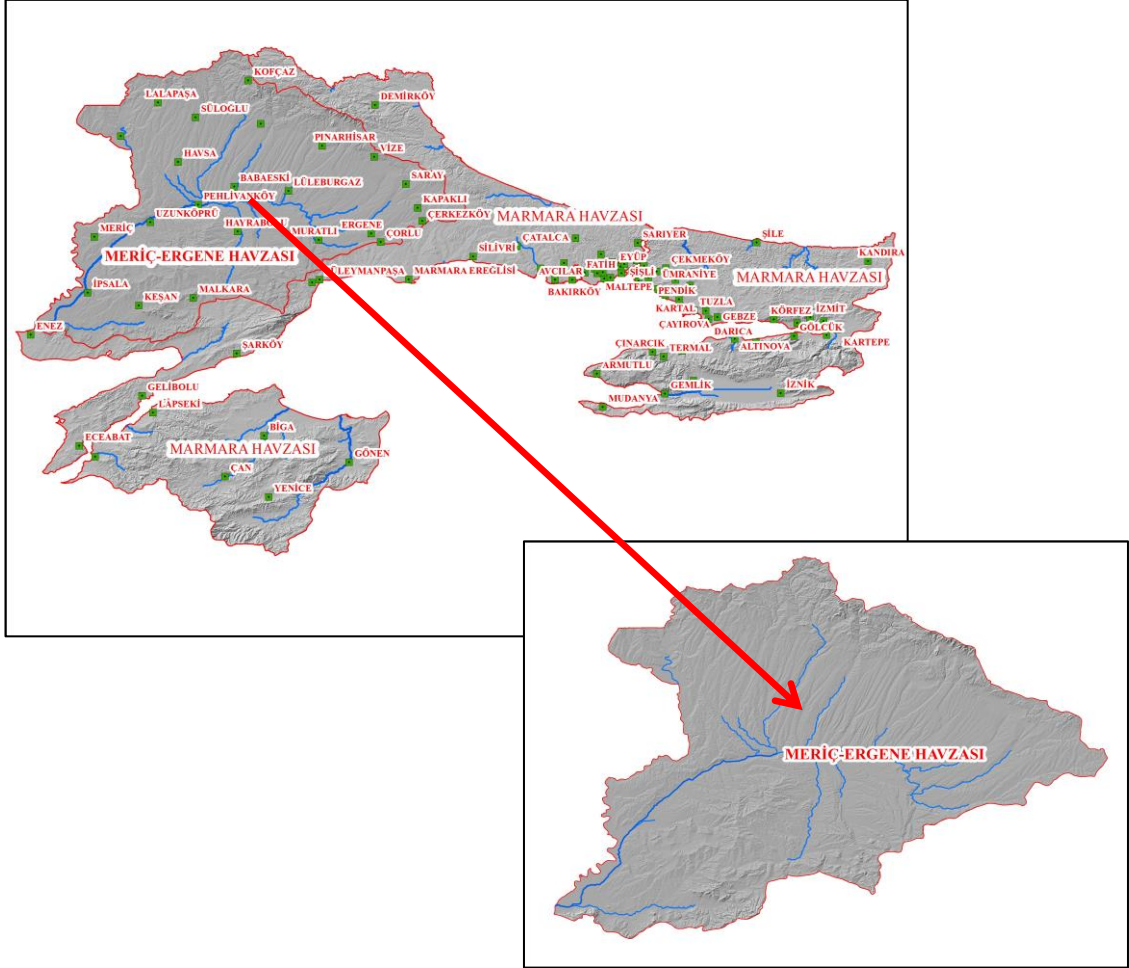 KOFÇAZ
LALAPAŞA
DEMİRKÖY
SÜLOĞLU
PINARHİSAR
VİZE
HAVSA
BABAESKİ
LÜLEBURGAZ
SARAY
PEHLİVANKÖY
KAPAKLI
UZUNKÖPRÜ
MARMARA HAVZASI
ÇERKEZKÖY
MERİÇ
HAYRABOLU
MURATLI
ERGENE
ÇORLU
ÇATALCA
SARIYER
ŞİLE
SİLİVRİ
KANDIRA
MERİÇ-ERGENE HAVZASI
EYÜP
ÇEKMEKÖY
FATİH
ŞİŞLİ
ÜMRANİYE
MARMARA HAVZASI
ÜLEYMANPAŞA
MARMARA EREĞLİSİ
AVCILAR
BAKIRKÖY
MALTEPE
PENDİK
İPSALA
KEŞAN
MALKARA
KARTAL
TUZLA
KÖRFEZ
İZMİT
ÇAYIROVA
GEBZE
ENEZ
DARICA
GÖLCÜK
ŞARKÖY
ÇINARCIK
TERMAL
ALTINOVA
KARTEPE
ARMUTLU
GELİBOLU
GEMLİK
İZNİK
LAPSEKİ
MUDANYA
ECEABAT
BİGA
MARMARA HAVZASI
GÖNEN
ÇAN
YENİCE
MERİÇ-ERGENE HAVZASI